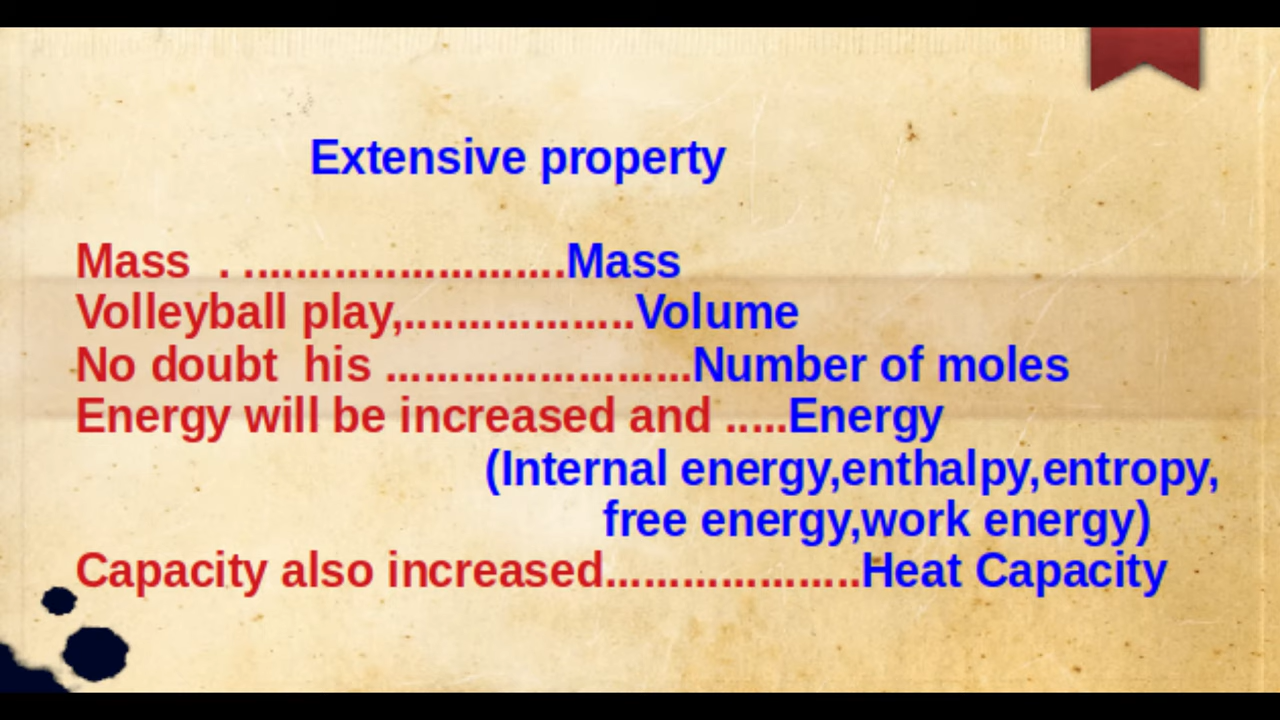 Extensive property
Mass . .........................Mass
Volleyball play,..................Volume
No doubt his ........................Number of moles
Energy will be increased and .....Energy
(Internal energy,enthalpy,entropy,
free energy,work energy)
Capacity also increased....................Heat Capacity